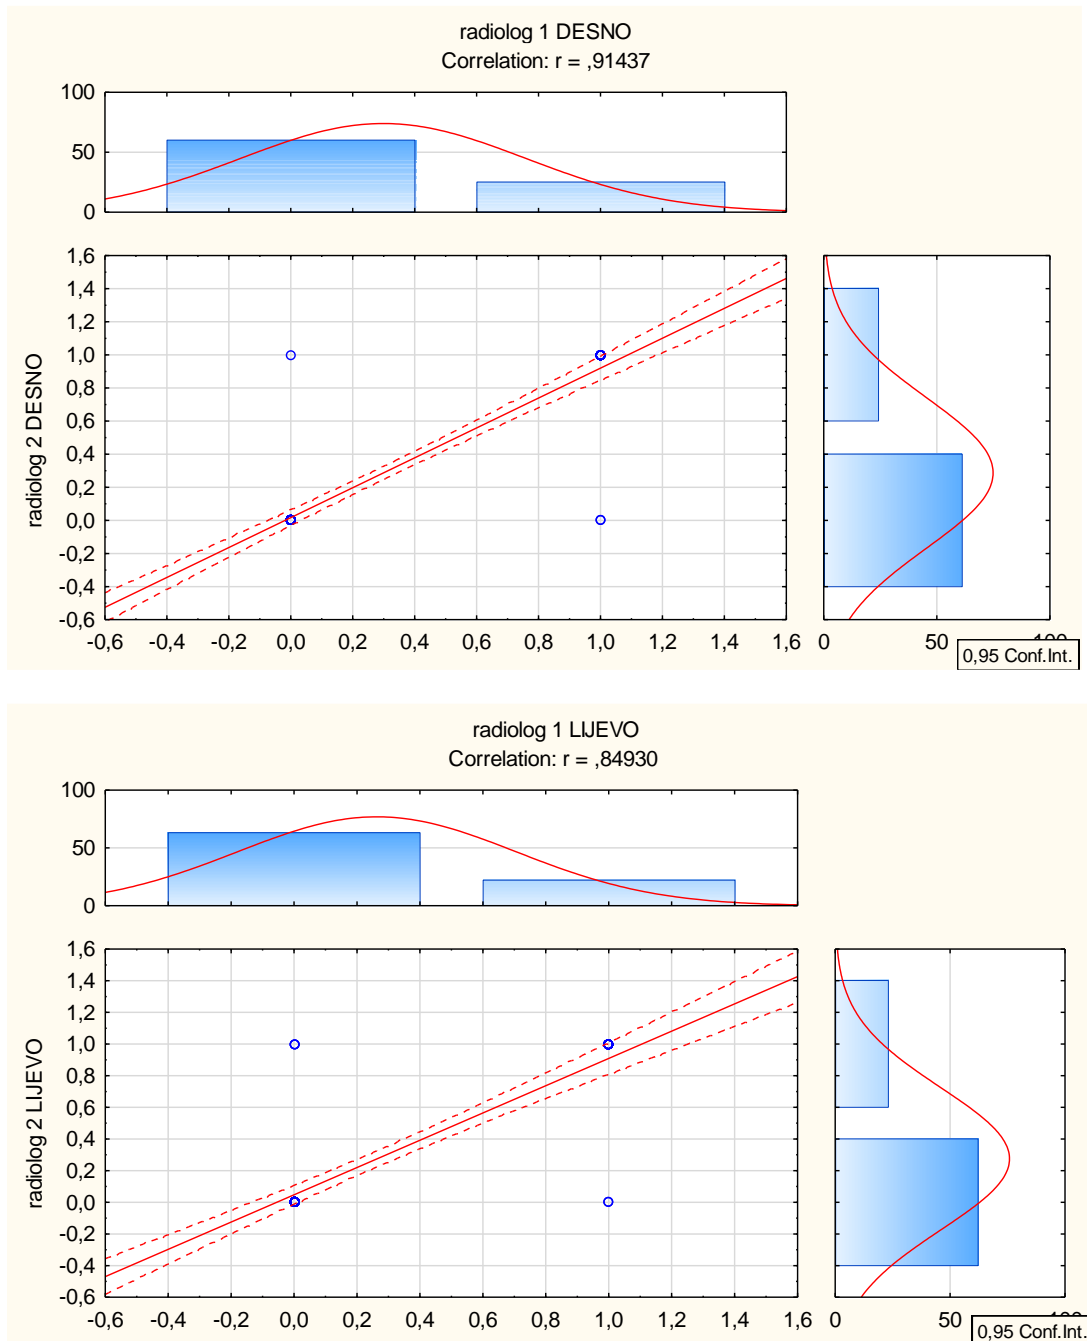 radiolog 1 DESNO
Correlation: r = ,91437
100
50
0
1,6
1,4
1,2
1,0
0,8
0,6
0,4
0,2
0,0
-0,2
-0,4
-0,6
radiolog 2 DESNO
-0,6 -0,4 -0,2 0,0 0,2 0,4 0,6 0,8 1,0 1,2 1,4 1,6
0 50 100
0,95 Conf.Int.
radiolog 1 LIJEVO
Correlation: r = ,84930
100
50
0
1,6
1,4
1,2
1,0
0,8
0,6
0,4
0,2
0,0
-0,2
-0,4
-0,6
radiolog 2 LIJEVO
-0,6 -0,4 -0,2 0,0 0,2 0,4 0,6 0,8 1,0 1,2 1,4 1,6
0 50 100
0,95 Conf.Int.